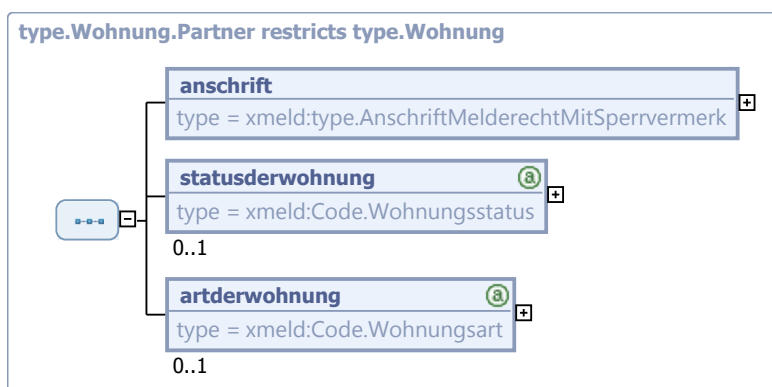 type.Wohnung.Partner restricts type.Wohnung
anschrift
type = xmeld:type.AnschriftMelderechtMitSperrvermerk
statusderwohnung a
type = xmeld:Code.Wohnungsstatus
0..1
artderwohnung a
type = xmeld:Code.Wohnungsart
0..1